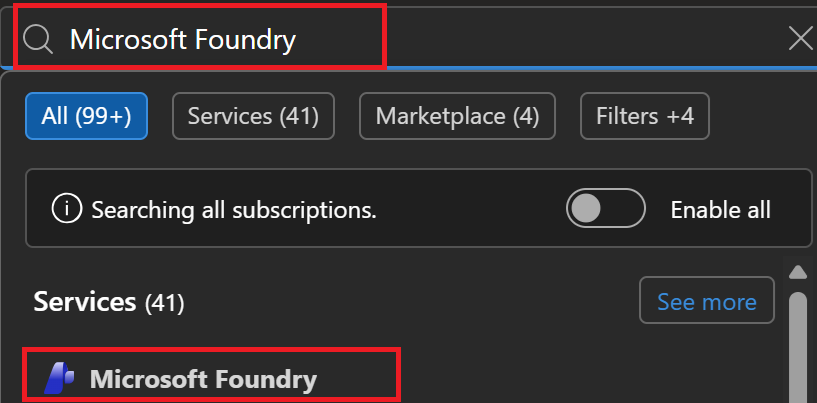 Microsoft Foundry
All (99+) Services (41) Marketplace (4) Filters +4
Searching all subscriptions. Enable all
Services (41) See more
Microsoft Foundry